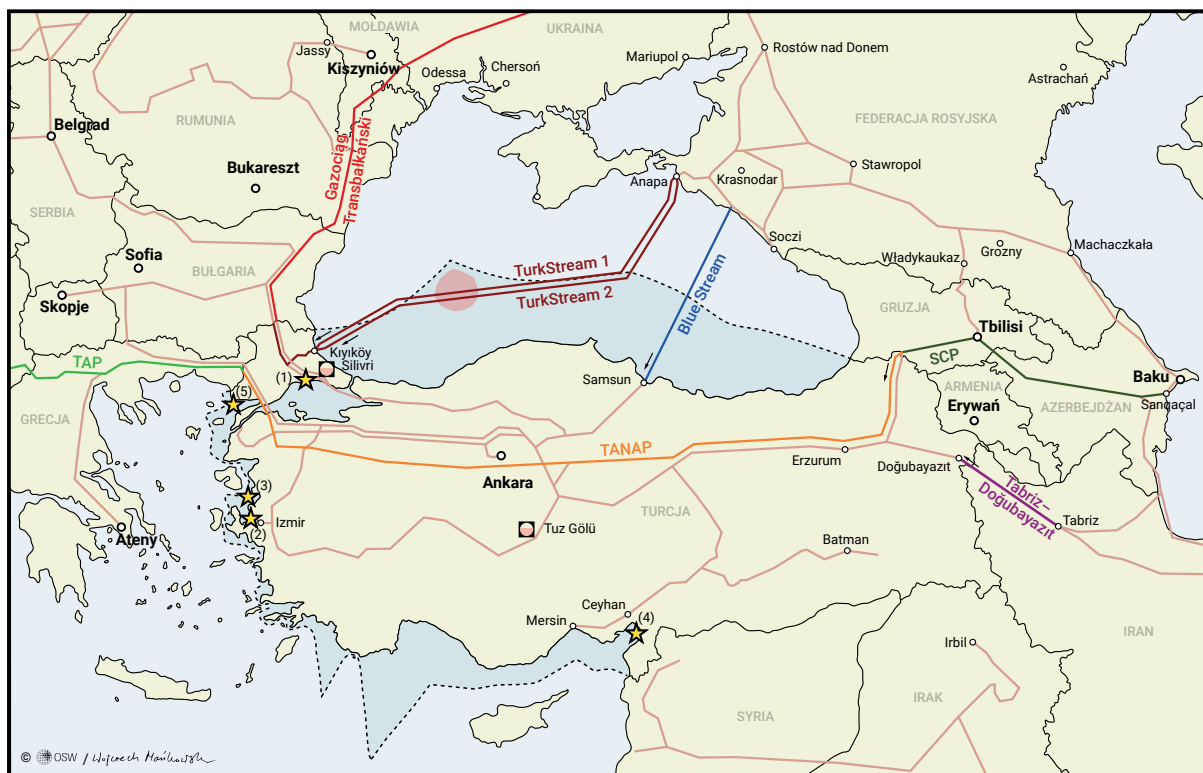 MOŁDAWIA
UKRAINA
Jassy
Kiszyniów
Odessa
Chersoń
Mariupol
Rostów nad Donem
Astrachań
Belgrad
RUMUNIA
FEDERACJA ROSYJSKA
Bukareszt
Gazociąg
Transbałkański
Anapa
Krasnodar
Stawropol
SERBIA
Sofia
BUŁGARIA
Skopje
TurkStream 1
TurkStream 2
Blue Stream
Soczi
Władykaukaz
Grozny
Machaczkała
GRUZJA
Tbilisi
Kıyıköy
Silivri
TAP
(1)
(5)
Samsun
SCP
ARMENIA
Erywań
AZERBEJDŻAN
Baku
Sangaçal
GRECJA
TANAP
Ankara
Erzurum
Doğubayazıt
Tabriz–
Doğubayazıt
Tabriz
(3)
(2)
Izmir
Ateny
Tuz Gölü
TURCJA
Batman
Ceyhan
Mersin
(4)
Irbil
IRAN
SYRIA
IRAK
© OSW / Wojciech Mańkowski